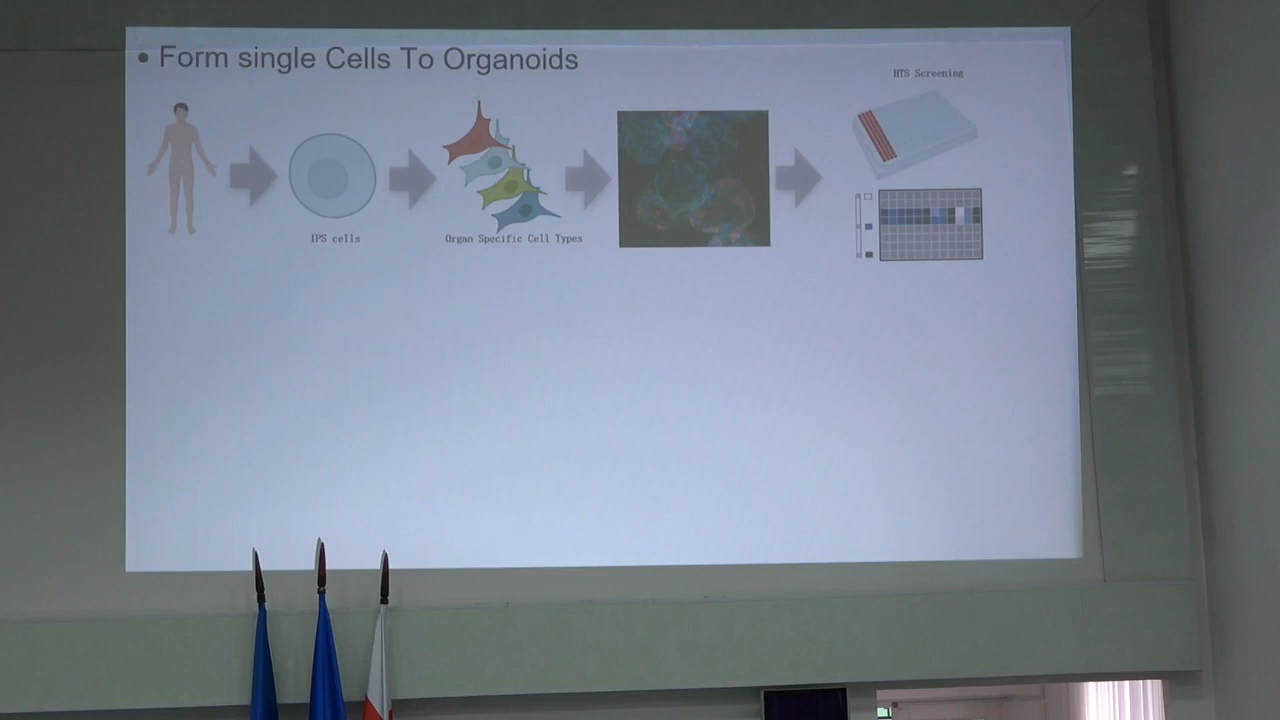 • Form single Cells To Organoids
HTS Screening
IPS cells
Organ Specific Cell Types